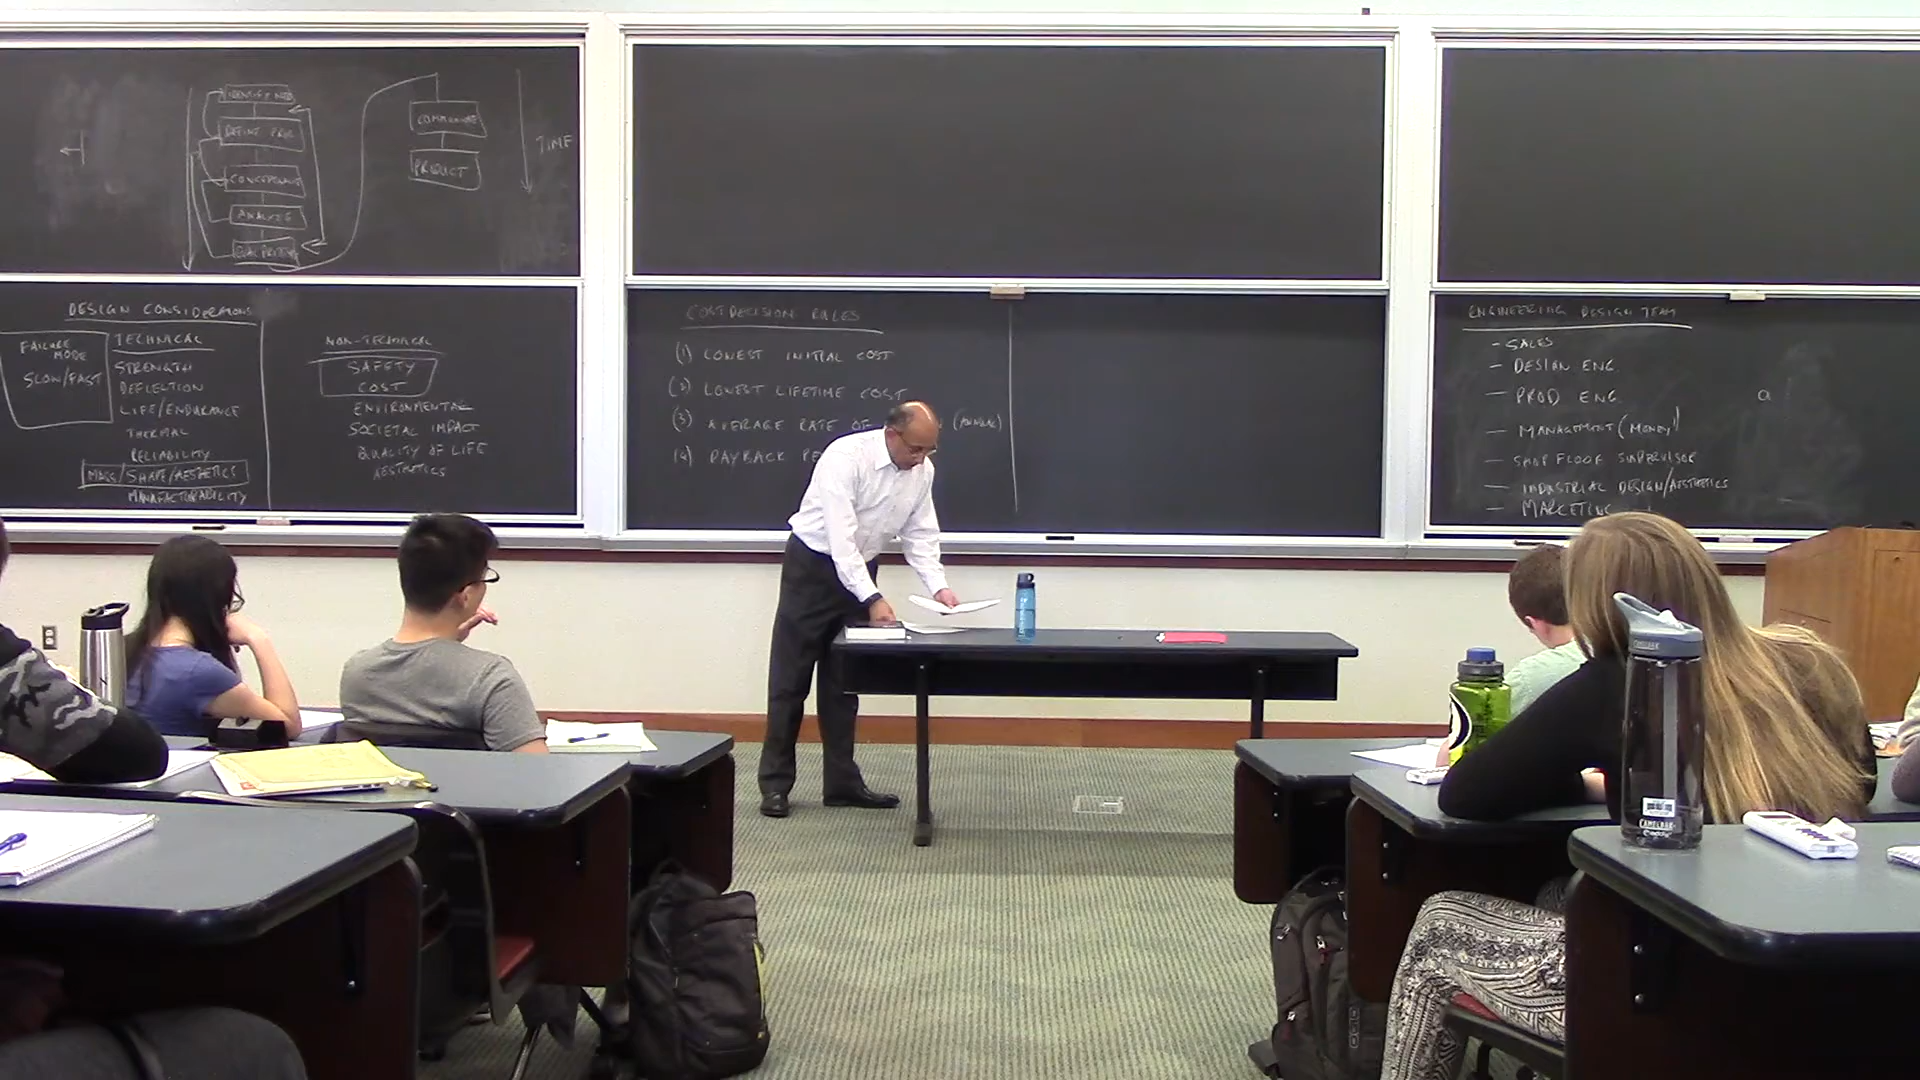 IDENTIFY NEED
DEFINE PROB
ANALYZE
PRODUCT
TIME
DESIGN CONSIDERATIONS
FAILURE MODE
SLOW/FAST
TECHNICAL
STRENGTH
DEFLECTION
LIFE/ENDURANCE
THERMAL
RELIABILITY
MASS/SHAPE/AESTHETICS
MANUFACTURABILITY
NON-TECHNICAL
SAFETY
COST
ENVIRONMENTAL
SOCIETAL IMPACT
QUALITY OF LIFE
AESTHETICS
COST DECISION RULES
(1) LOWEST INITIAL COST
(2) LOWEST LIFETIME COST
(3) AVERAGE RATE OF (ANNUAL)
(4) PAYBACK
ENGINEERING DESIGN TEAM
- SALES
- DESIGN ENG.
- PROD ENG.
- MANAGEMENT (MONEY)
- SHOP FLOOR SUPERVISOR
- INDUSTRIAL DESIGN/AESTHETICS
- MARKETING
a
CAMELBAK